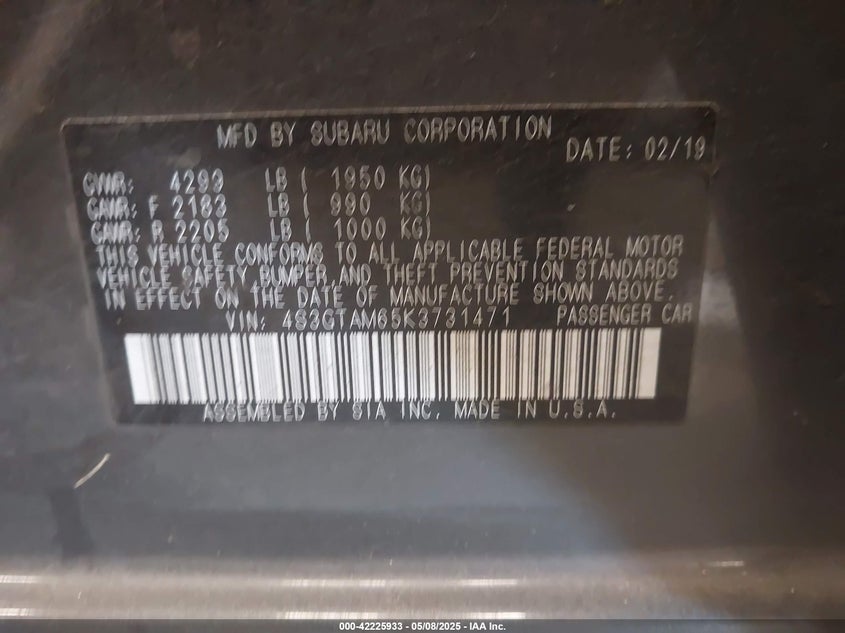 MFD BY SUBARU CORPORATION
DATE: 02/19
GVWR: 4299 LB ( 1950 KG)
GAWR: F 2183 LB ( 990 KG)
GAWR: R 2205 LB ( 1000 KG)
THIS VEHICLE CONFORMS TO ALL APPLICABLE FEDERAL MOTOR
VEHICLE SAFETY, BUMPER, AND THEFT PREVENTION STANDARDS
IN EFFECT ON THE DATE OF MANUFACTURE SHOWN ABOVE.
VIN: 4S3GTAM65K3731471 PASSENGER CAR
ASSEMBLED BY SIA INC. MADE IN U.S.A.
000-42225933 - 05/08/2025 - IAA Inc.